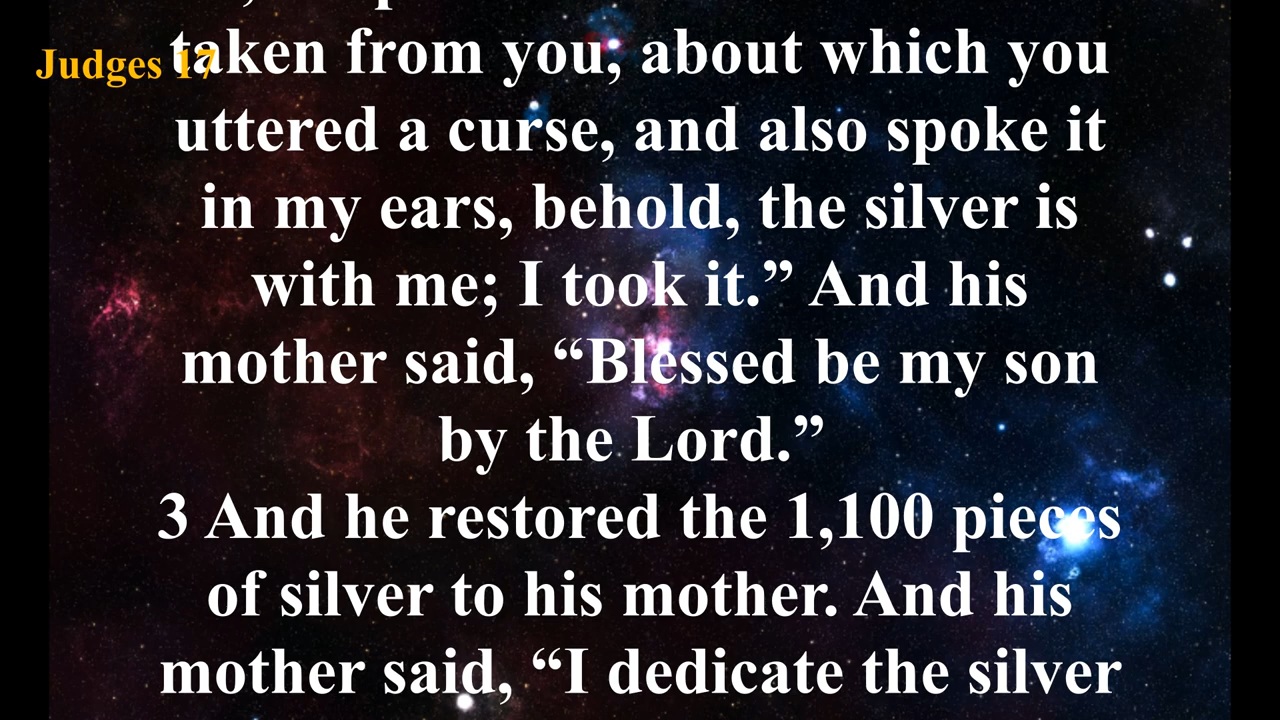 Judges 17
taken from you, about which you
uttered a curse, and also spoke it
in my ears, behold, the silver is
with me; I took it.” And his
mother said, “Blessed be my son
by the Lord.”
3 And he restored the 1,100 pieces
of silver to his mother. And his
mother said, “I dedicate the silver